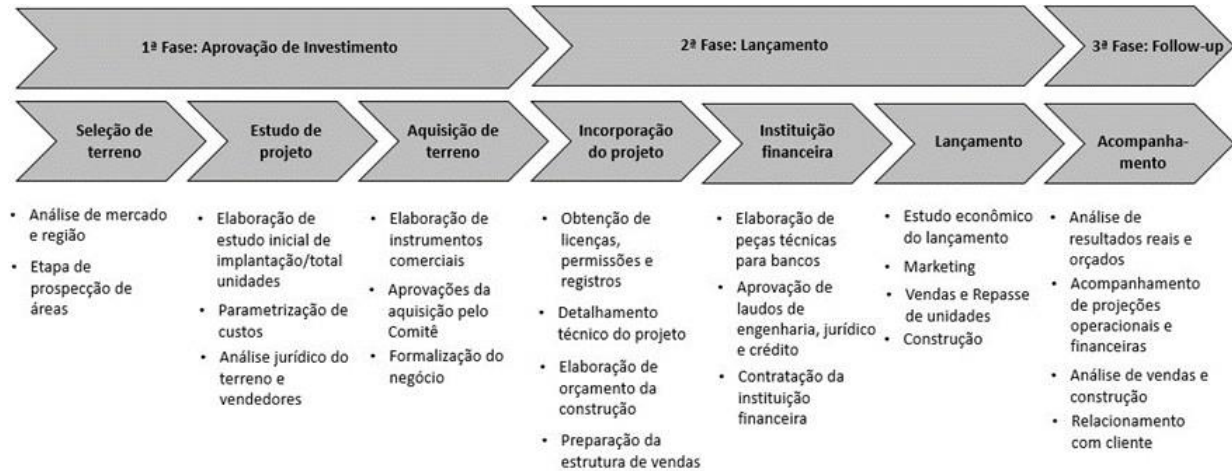 1ª Fase: Aprovação de Investimento
2ª Fase: Lançamento
3ª Fase: Follow-up
Seleção de
terreno
Estudo de
projeto
Aquisição de
terreno
Incorporação
do projeto
Instituição
financeira
Lançamento
Acompanha-
mento
• Análise de mercado
e região
• Etapa de
prospecção de
áreas
• Elaboração de
estudo inicial de
implantação/total
unidades
• Parametrização de
custos
• Análise jurídico do
terreno e
vendedores
• Elaboração de
instrumentos
comerciais
• Aprovações da
aquisição pelo
Comitê
• Formalização do
negócio
• Obtenção de
licenças,
permissões e
registros
• Detalhamento
técnico do projeto
• Elaboração de
orçamento da
construção
• Preparação da
estrutura de vendas
• Elaboração de
peças técnicas
para bancos
• Aprovação de
laudos de
engenharia, jurídico
e crédito
• Contratação da
instituição
financeira
• Estudo econômico
do lançamento
• Marketing
• Vendas e Repasse
de unidades
• Construção
• Análise de
resultados reais e
orçados
• Acompanhamento
de projeções
operacionais e
financeiras
• Análise de vendas e
construção
• Relacionamento
com cliente